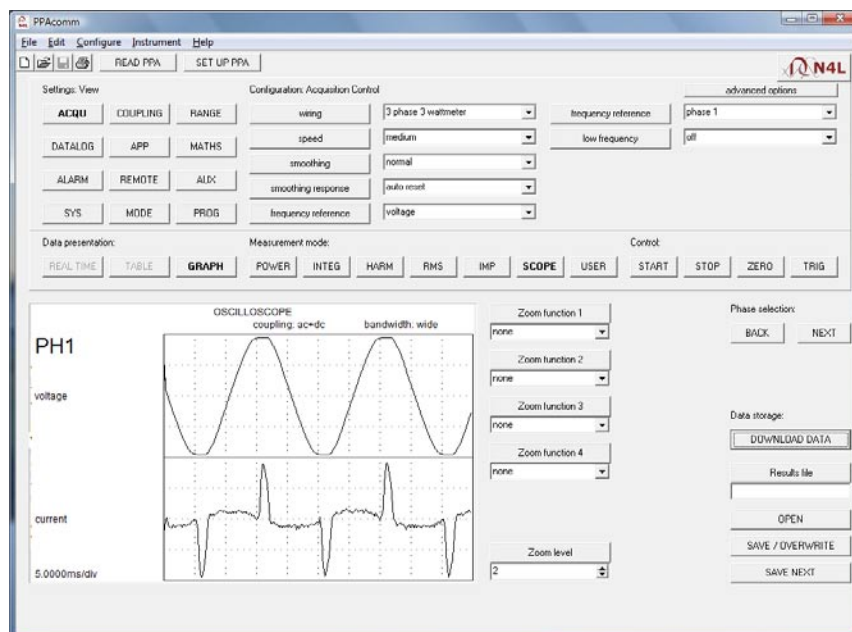 PPAcomm
File Edit Configure Instrument Help
READ PPA SET UP PPA
N4L
Settings: View Configuration: Acquisition Control advanced options
ACQU COUPLING RANGE wiring 3 phase 3 wattmeter frequency reference phase 1
DATALOG APP MATHS speed medium low frequency off
smoothing normal
ALARM REMOTE AUX smoothing response auto reset
SYS MODE PROG frequency reference voltage
Data presentation: Measurement mode: Control:
REAL TIME TABLE GRAPH POWER INTEG HARM RMS IMP SCOPE USER START STOP ZERO TRIG
OSCILLOSCOPE
coupling: ac+dc bandwidth: wide
PH1
voltage
current
5.0000ms/div
Zoom function 1
none
Zoom function 2
none
Zoom function 3
none
Zoom function 4
none
Zoom level
2
Phase selection:
BACK NEXT
Data storage:
DOWNLOAD DATA
Results file
OPEN
SAVE / OVERWRITE
SAVE NEXT